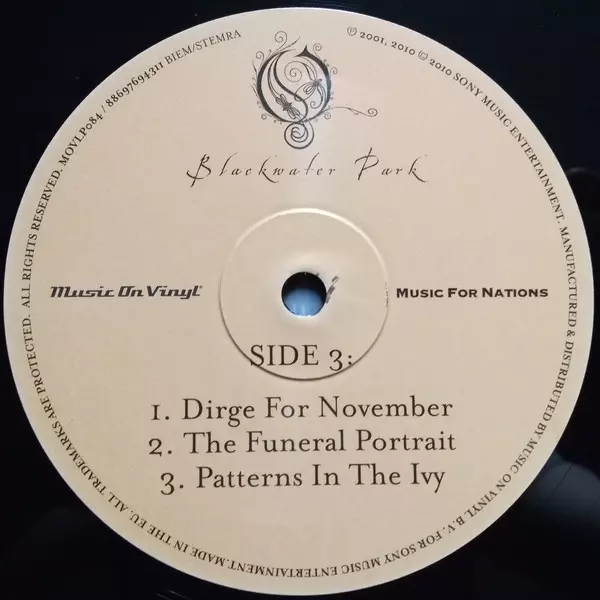 Blackwater Park
Music On Vinyl
MUSIC FOR NATIONS
SIDE 3:
1. Dirge For November
2. The Funeral Portrait
3. Patterns In The Ivy
℗ 2001, 2010 © 2010 SONY MUSIC ENTERTAINMENT. MANUFACTURED & DISTRIBUTED BY MUSIC ON VINYL B.V. FOR SONY MUSIC ENTERTAINMENT. MADE IN THE EU. ALL TRADEMARKS ARE PROTECTED. ALL RIGHTS RESERVED. MOVLP084 / 88697694311 BIEM/STEMRA